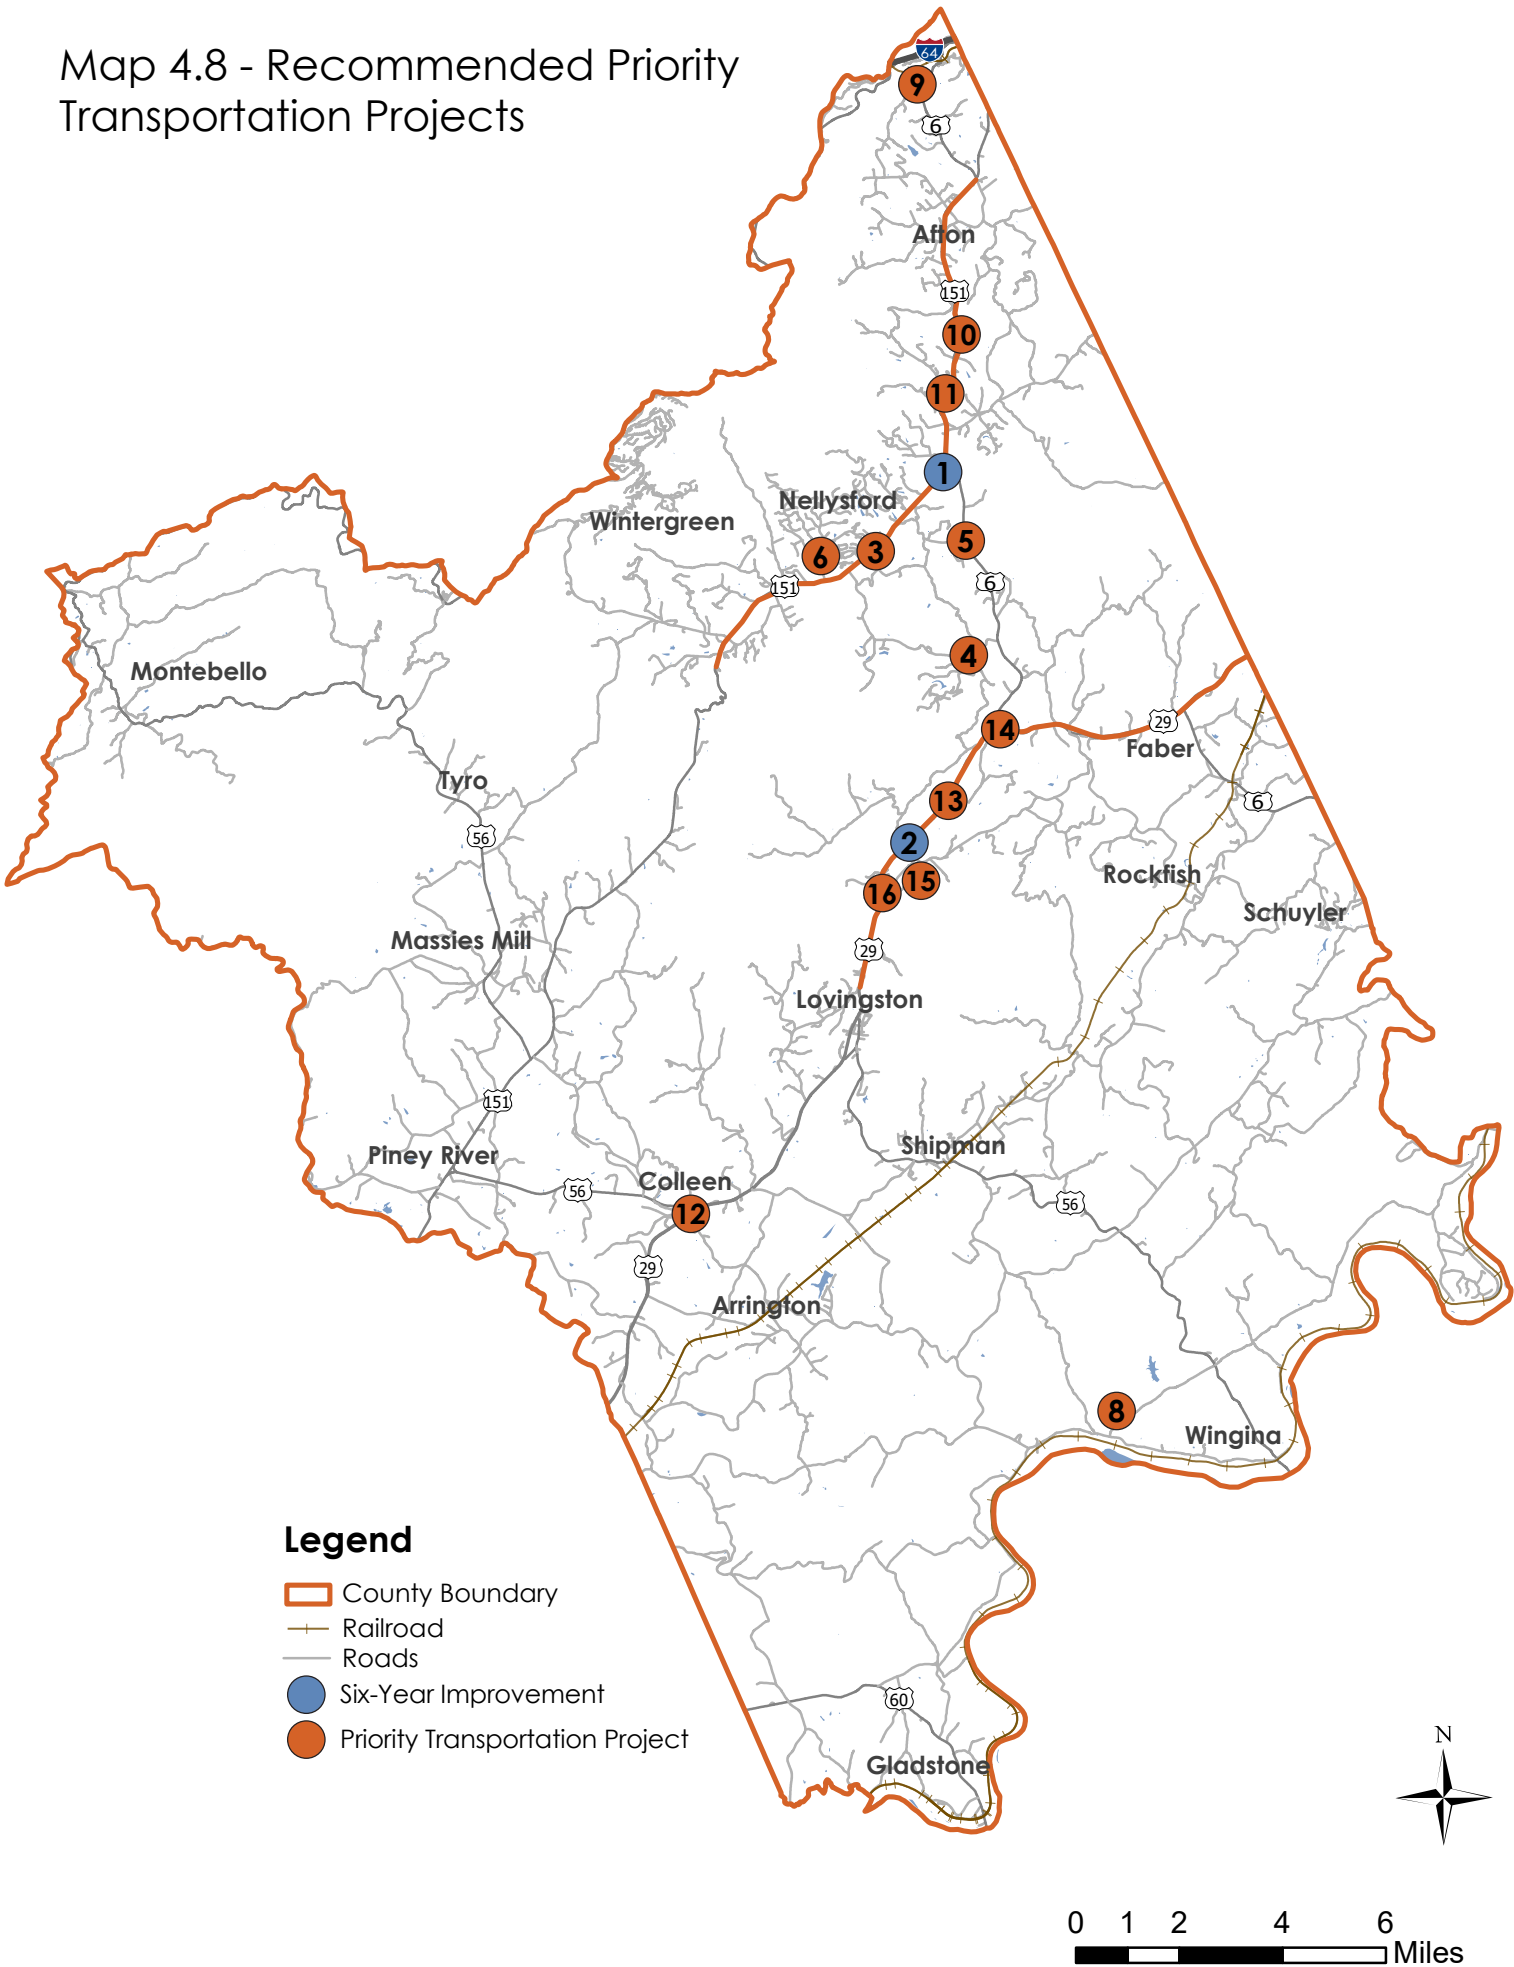 Map 4.8 - Recommended Priority
Transportation Projects
64
9
6
Afton
151
10
11
1
Nellysford
Wintergreen
5
3
6
6
151
4
Montebello
29
14
Faber
Tyro
13
6
56
2
Rockfish
15
16
Schuyler
Massies Mill
29
Lovingston
151
Shipman
Piney River
Colleen
56
56
12
29
Arrington
8
Wingina
Legend
County Boundary
Railroad
Roads
Six-Year Improvement
60
Priority Transportation Project
Gladstone
N
0 1 2 4 6
Miles